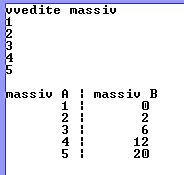 vvedite massiv
1
2
3
4
5
massiv A ¦ massiv B
1 ¦ 0
2 ¦ 2
3 ¦ 6
4 ¦ 12
5 ¦ 20